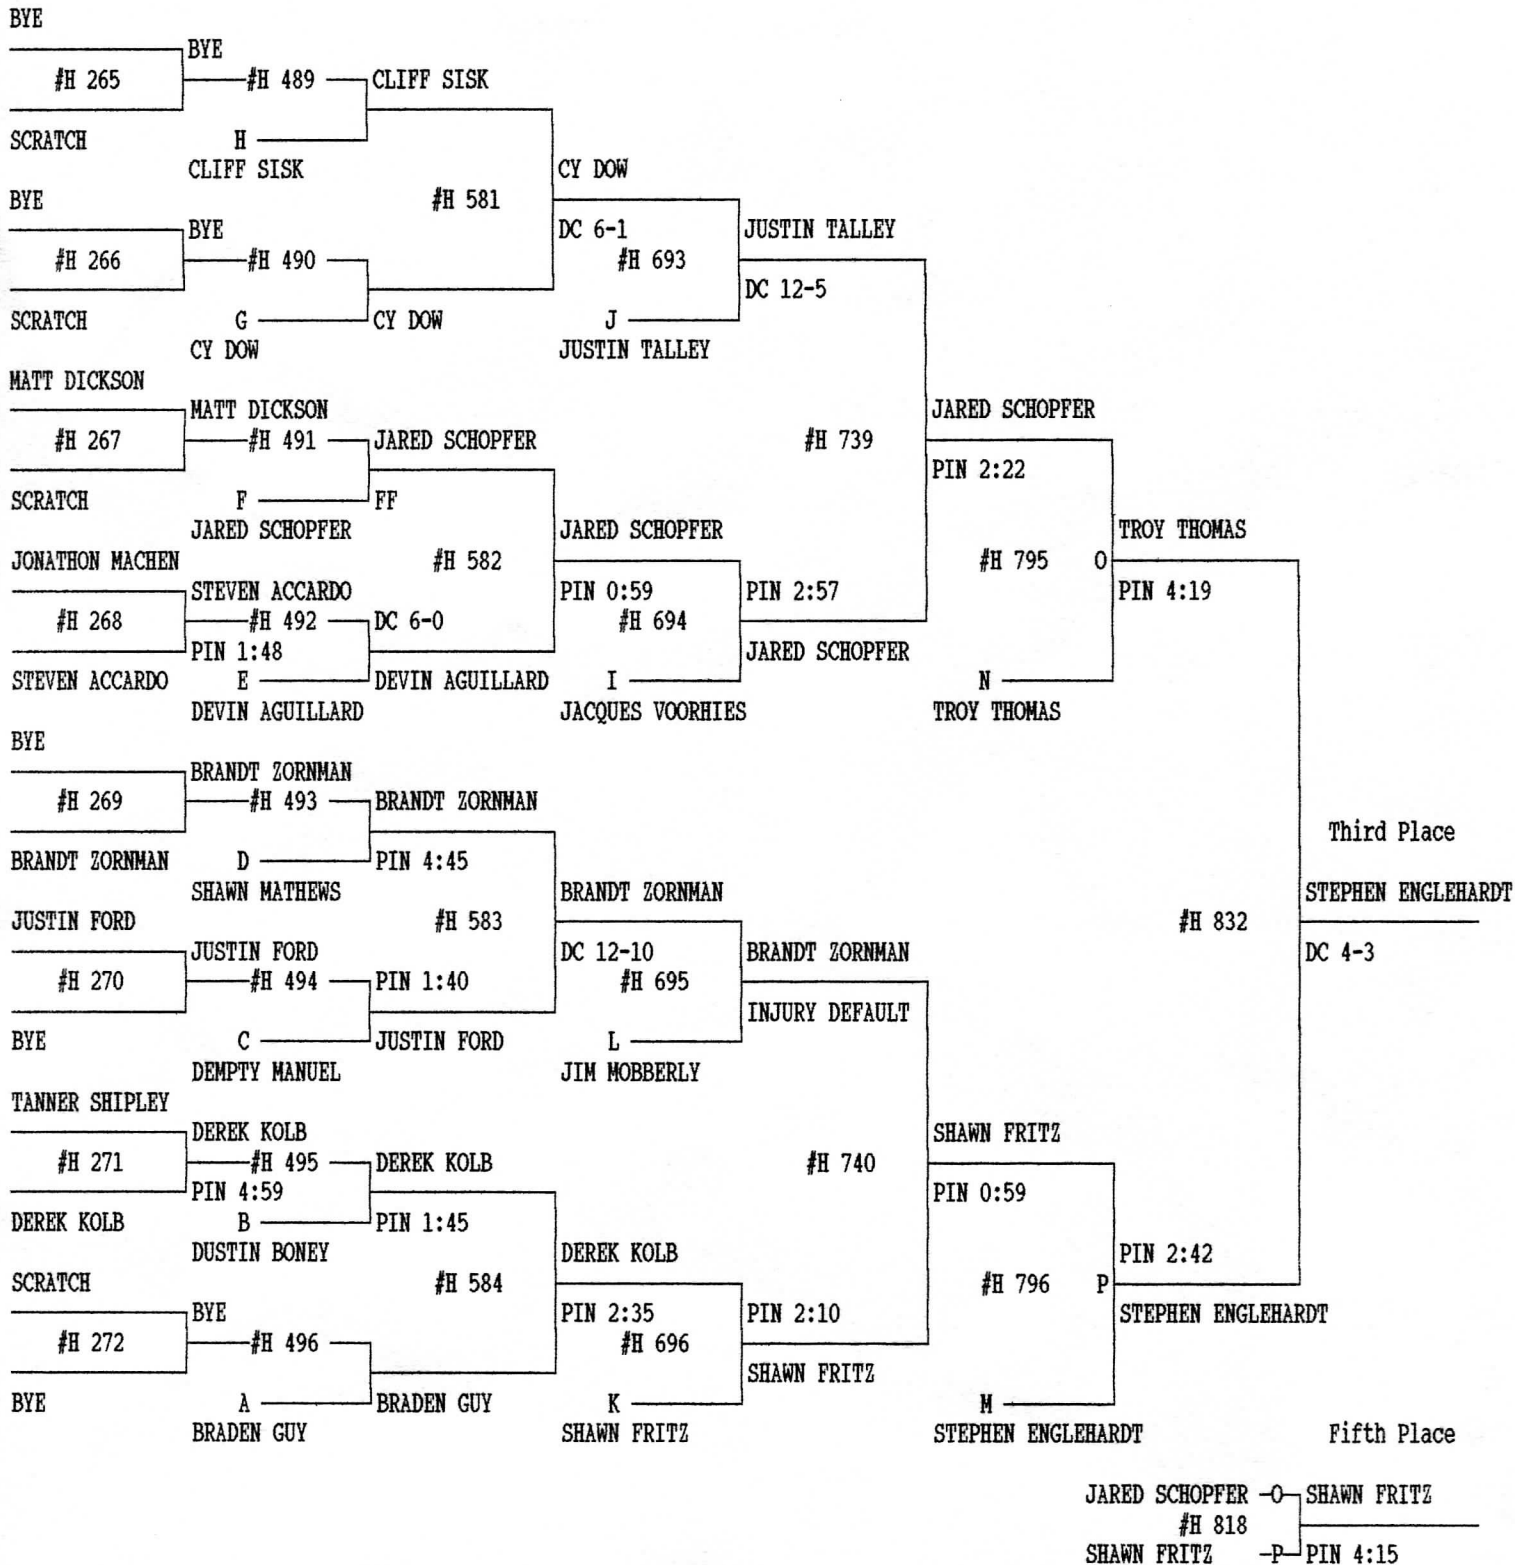 BYE
BYE
#H 265 #H 489 CLIFF SISK
SCRATCH H
CLIFF SISK CY DOW
BYE #H 581
BYE DC 6-1 JUSTIN TALLEY
#H 266 #H 490 #H 693
DC 12-5
SCRATCH G CY DOW J
CY DOW JUSTIN TALLEY
MATT DICKSON
MATT DICKSON JARED SCHOPFER
#H 267 #H 491 JARED SCHOPFER #H 739
PIN 2:22
SCRATCH F FF
JARED SCHOPFER JARED SCHOPFER TROY THOMAS
JONATHON MACHEN #H 582 #H 795 O
STEVEN ACCARDO PIN 0:59 PIN 2:57 PIN 4:19
#H 268 #H 492 DC 6-0 #H 694
PIN 1:48 JARED SCHOPFER
STEVEN ACCARDO E DEVIN AGUILLARD I N
DEVIN AGUILLARD JACQUES VOORHIES TROY THOMAS
BYE
BRANDT ZORNMAN
#H 269 #H 493 BRANDT ZORNMAN
Third Place
BRANDT ZORNMAN D PIN 4:45
SHAWN MATHEWS BRANDT ZORNMAN STEPHEN ENGLEHARDT
JUSTIN FORD #H 583 #H 832
JUSTIN FORD DC 12-10 BRANDT ZORNMAN DC 4-3
#H 270 #H 494 PIN 1:40 #H 695
INJURY DEFAULT
BYE C JUSTIN FORD L
DEMPTY MANUEL JIM MOBBERLY
TANNER SHIPLEY
DEREK KOLB SHAWN FRITZ
#H 271 #H 495 DEREK KOLB #H 740
PIN 4:59 PIN 0:59
DEREK KOLB B PIN 1:45
DUSTIN BONEY DEREK KOLB PIN 2:42
SCRATCH #H 584 #H 796 P
BYE PIN 2:35 PIN 2:10 STEPHEN ENGLEHARDT
#H 272 #H 496 #H 696
SHAWN FRITZ
BYE A BRADEN GUY K M
BRADEN GUY SHAWN FRITZ STEPHEN ENGLEHARDT Fifth Place
JARED SCHOPFER -O- SHAWN FRITZ
#H 818
SHAWN FRITZ -P- PIN 4:15